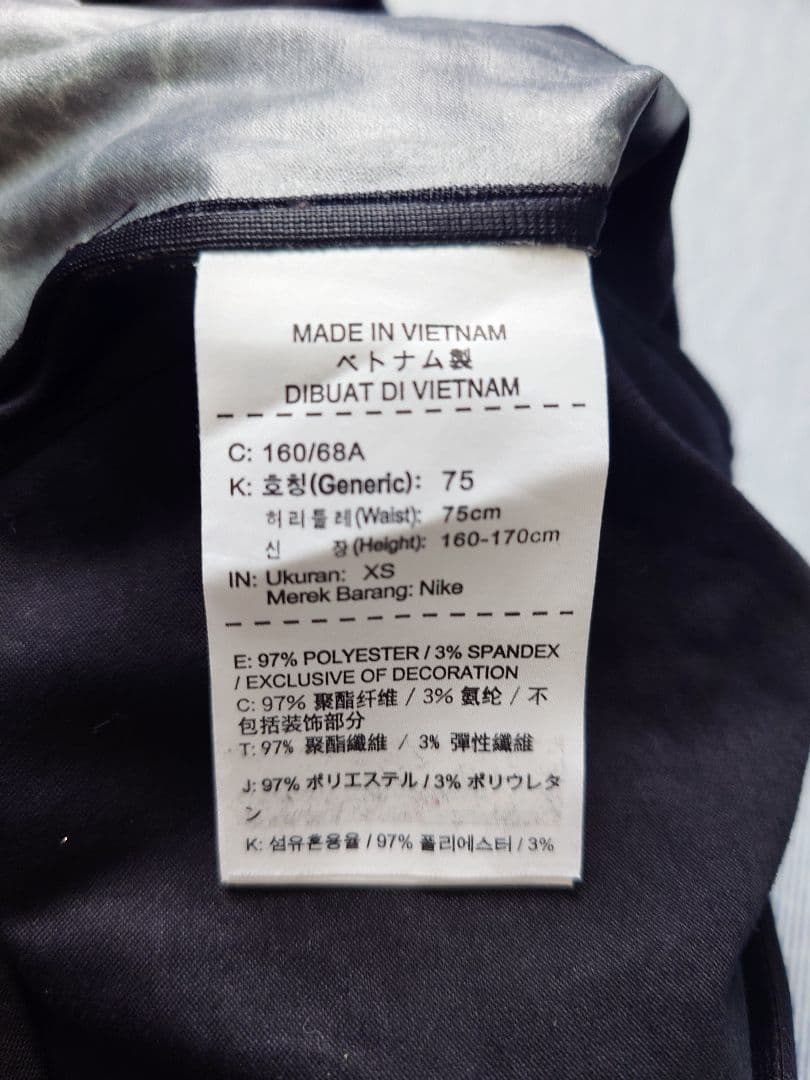 MADE IN VIETNAM
ベトナム製
DIBUAT DI VIETNAM
C: 160/68A
K: 호칭(Generic): 75
허리둘레(Waist): 75cm
신 장(Height): 160-170cm
IN: Ukuran: XS
Merek Barang: Nike
E: 97% POLYESTER / 3% SPANDEX
/ EXCLUSIVE OF DECORATION
C: 97% 聚酯纤维 / 3% 氨纶 / 不
包括装饰部分
T: 97% 聚酯纖維 / 3% 彈性纖維
J: 97% ポリエステル / 3% ポリウレタ
ン
K: 섬유혼용율 / 97% 폴리에스터 / 3%